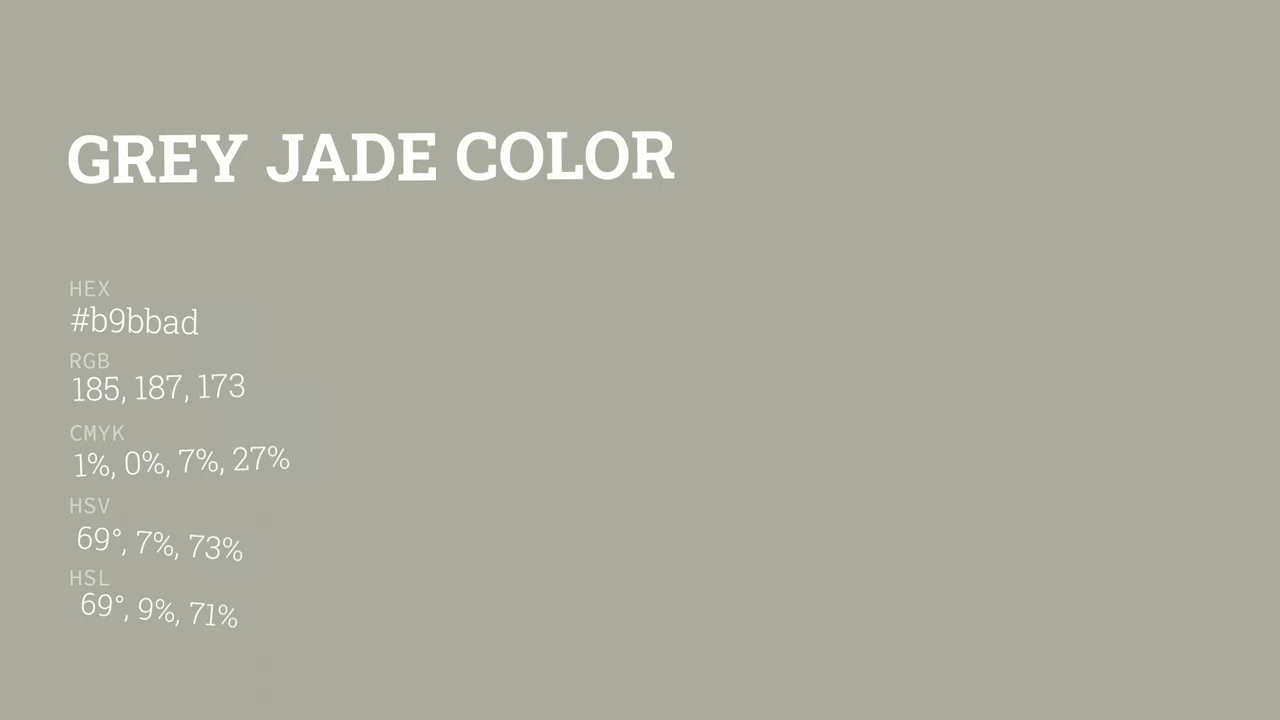 GREY JADE COLOR
HEX
#b9bbad
RGB
185, 187, 173
CMYK
1%, 0%, 7%, 27%
HSV
69°, 7%, 73%
HSL
69°, 9%, 71%